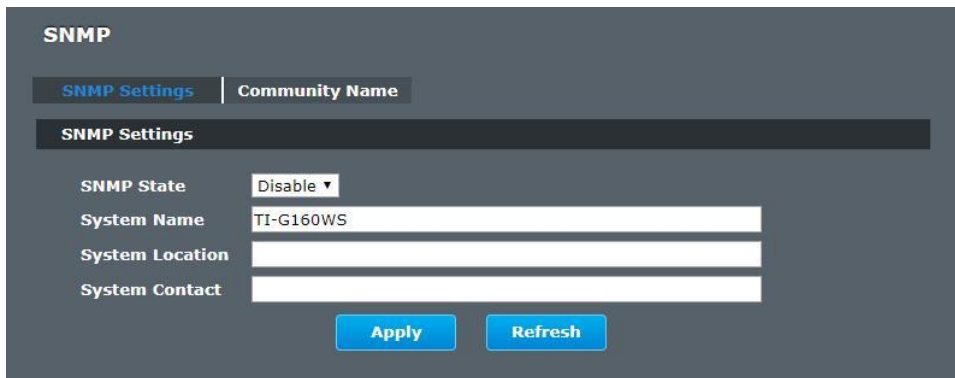 SNMP
SNMP Settings Community Name
SNMP Settings
SNMP State Disable
System Name TI-G160WS
System Location
System Contact
Apply Refresh